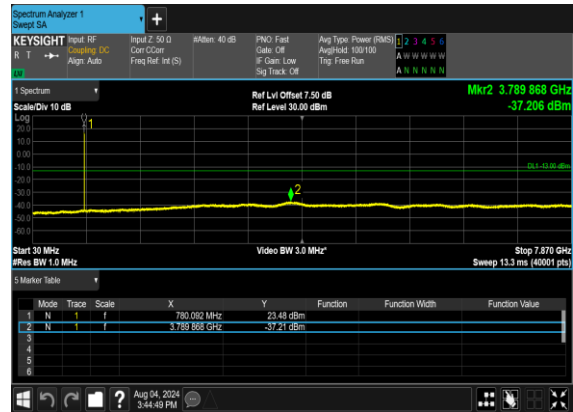 Spectrum Analyzer 1
Swept SA
+
KEYSIGHT Input: RF Input Z: 50 Ω #Atten: 40 dB PNO: Fast Avg Type: Power (RMS) 1 2 3 4 5 6
R T Coupling: DC Corr CCorr Gate: Off Avg|Hold: 100/100 A W W W W W
Align: Auto Freq Ref: Int (S) IF Gain: Low Trig: Free Run
Sig Track: Off A N N N N N
LW
1 Spectrum Ref Lvl Offset 7.50 dB Mkr2 3.789 868 GHz
Scale/Div 10 dB Ref Level 30.00 dBm -37.206 dBm
Log
1
20.0
10.0
0.00
-10.0
DL1 -13.00 dBm
-20.0
2
-30.0
-40.0
-50.0
-60.0
Start 30 MHz Video BW 3.0 MHz* Stop 7.870 GHz
#Res BW 1.0 MHz Sweep 13.3 ms (40001 pts)
5 Marker Table
Mode Trace Scale X Y Function Function Width Function Value
1 N 1 f 780.092 MHz 23.48 dBm
2 N 1 f 3.789 868 GHz -37.21 dBm
3
4
5
6
? Aug 04, 2024
3:44:49 PM